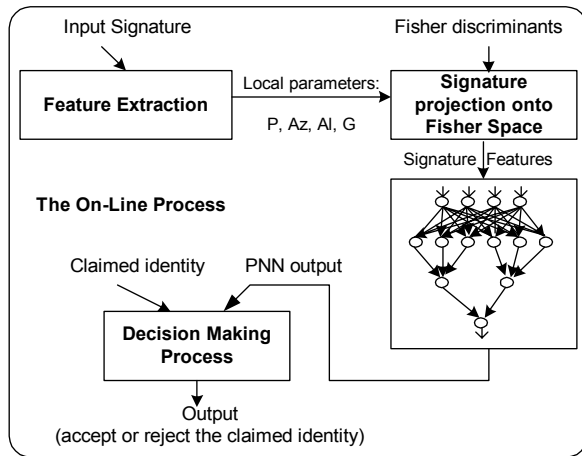 Input Signature
Fisher discriminants
Feature Extraction
Local parameters:
P, Az, Al, G
Signature
projection onto
Fisher Space
Signature Features
The On-Line Process
Claimed identity
PNN output
Decision Making
Process
Output
(accept or reject the claimed identity)